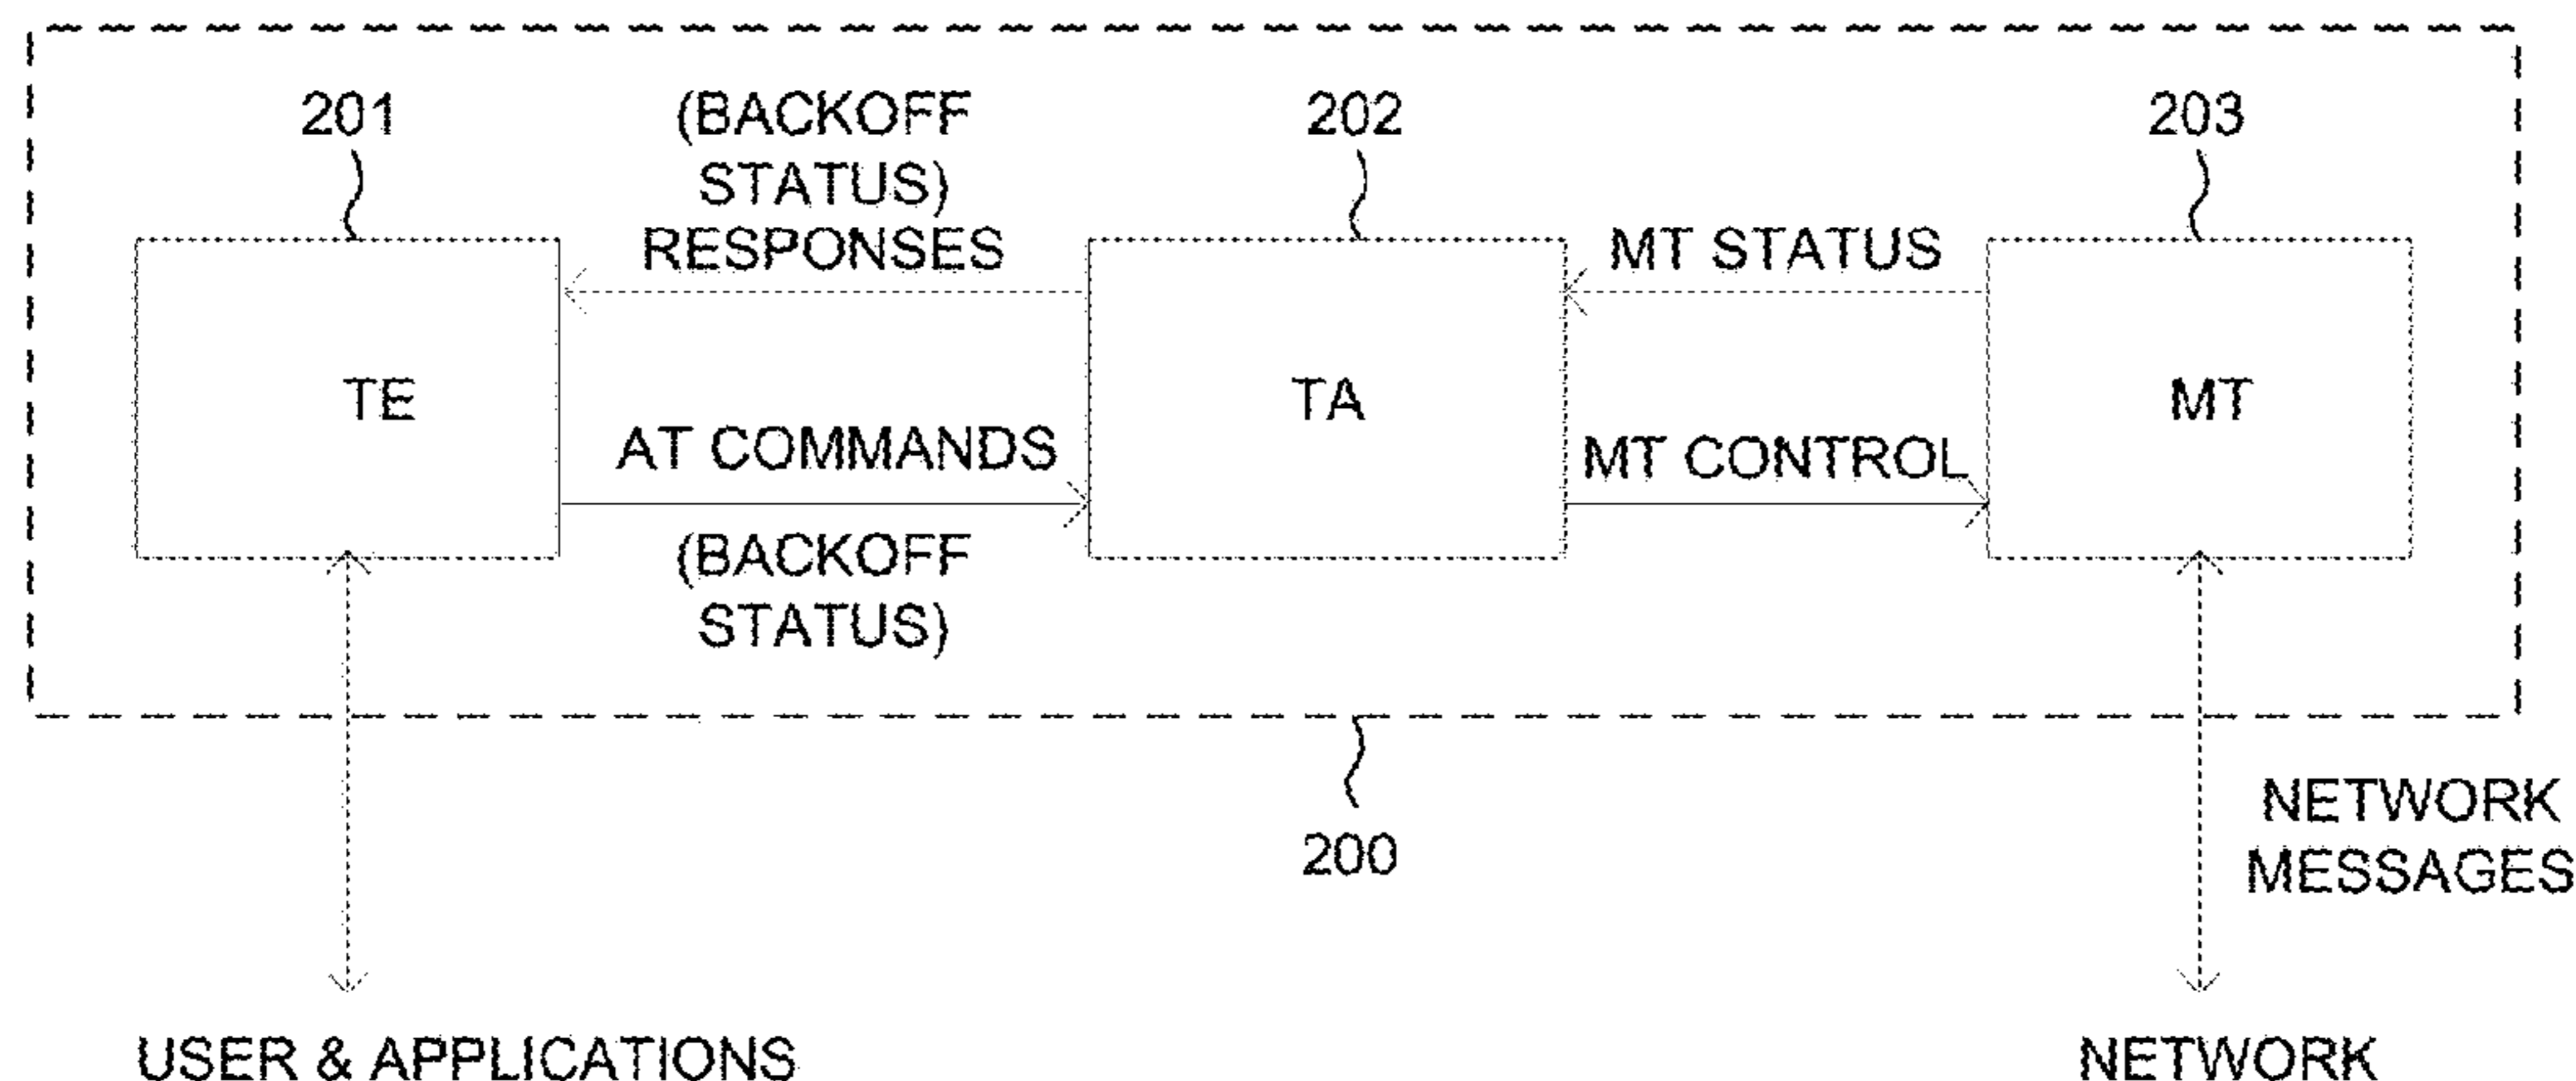 201
(BACKOFF
STATUS)
RESPONSES
202
203
MT STATUS
TE
TA
MT
AT COMMANDS
MT CONTROL
(BACKOFF
STATUS)
200
NETWORK
MESSAGES
USER & APPLICATIONS
NETWORK